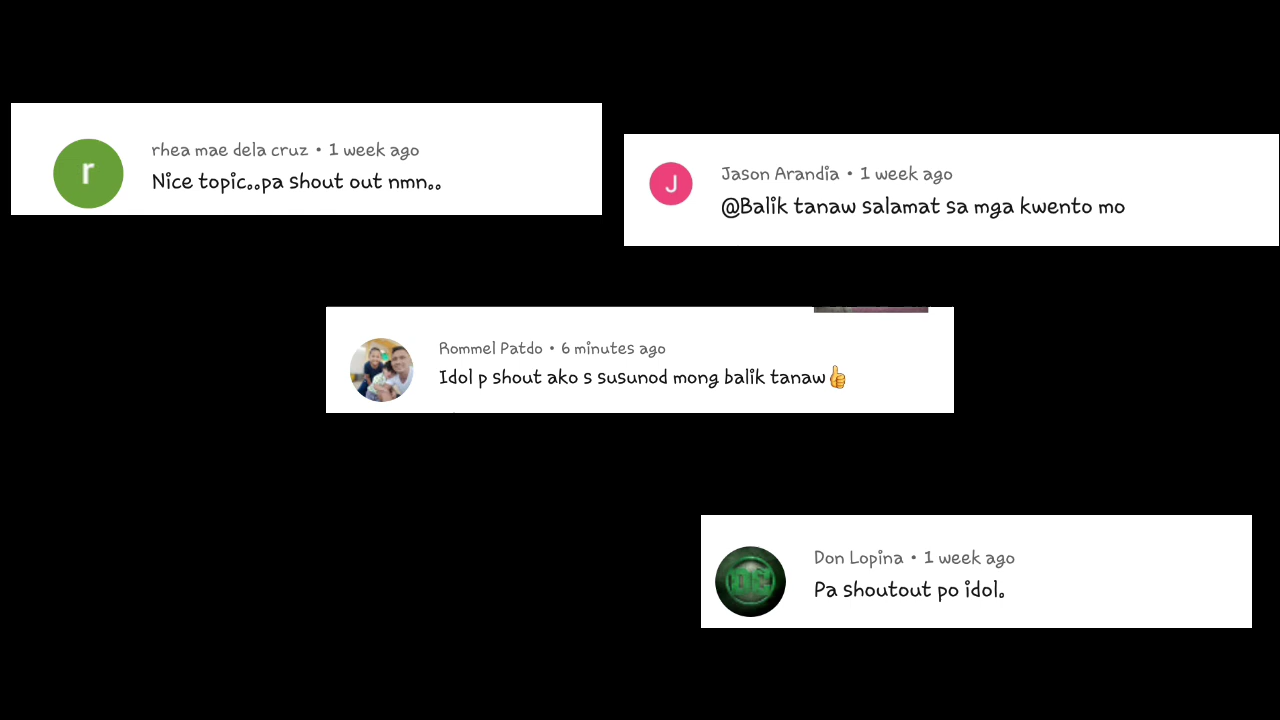 r
rhea mae dela cruz • 1 week ago
Nice topic..pa shout out nmn..
J
Jason Arandia • 1 week ago
@Balik tanaw salamat sa mga kwento mo
Rommel Patdo • 6 minutes ago
Idol p shout ako s susunod mong balik tanaw👍
Don Lopina • 1 week ago
Pa shoutout po idol.